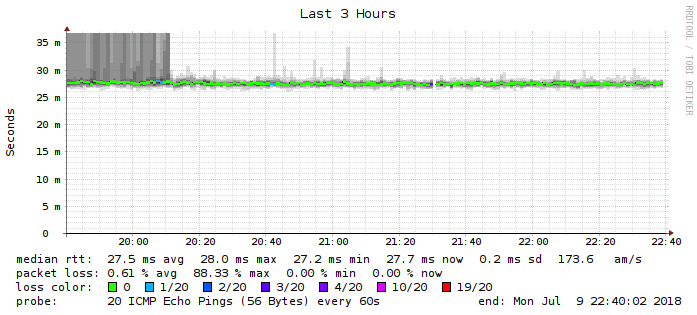 Last 3 Hours
RRDTOOL / TOBI OETIKER
Seconds
35 m
30 m
25 m
20 m
15 m
10 m
5 m
0
20:00 20:20 20:40 21:00 21:20 21:40 22:00 22:20 22:40
median rtt: 27.5 ms avg 28.0 ms max 27.2 ms min 27.7 ms now 0.2 ms sd 173.6 am/s
packet loss: 0.61 % avg 88.33 % max 0.00 % min 0.00 % now
loss color: 0 1/20 2/20 3/20 4/20 10/20 19/20
probe: 20 ICMP Echo Pings (56 Bytes) every 60s end: Mon Jul 9 22:40:02 2018